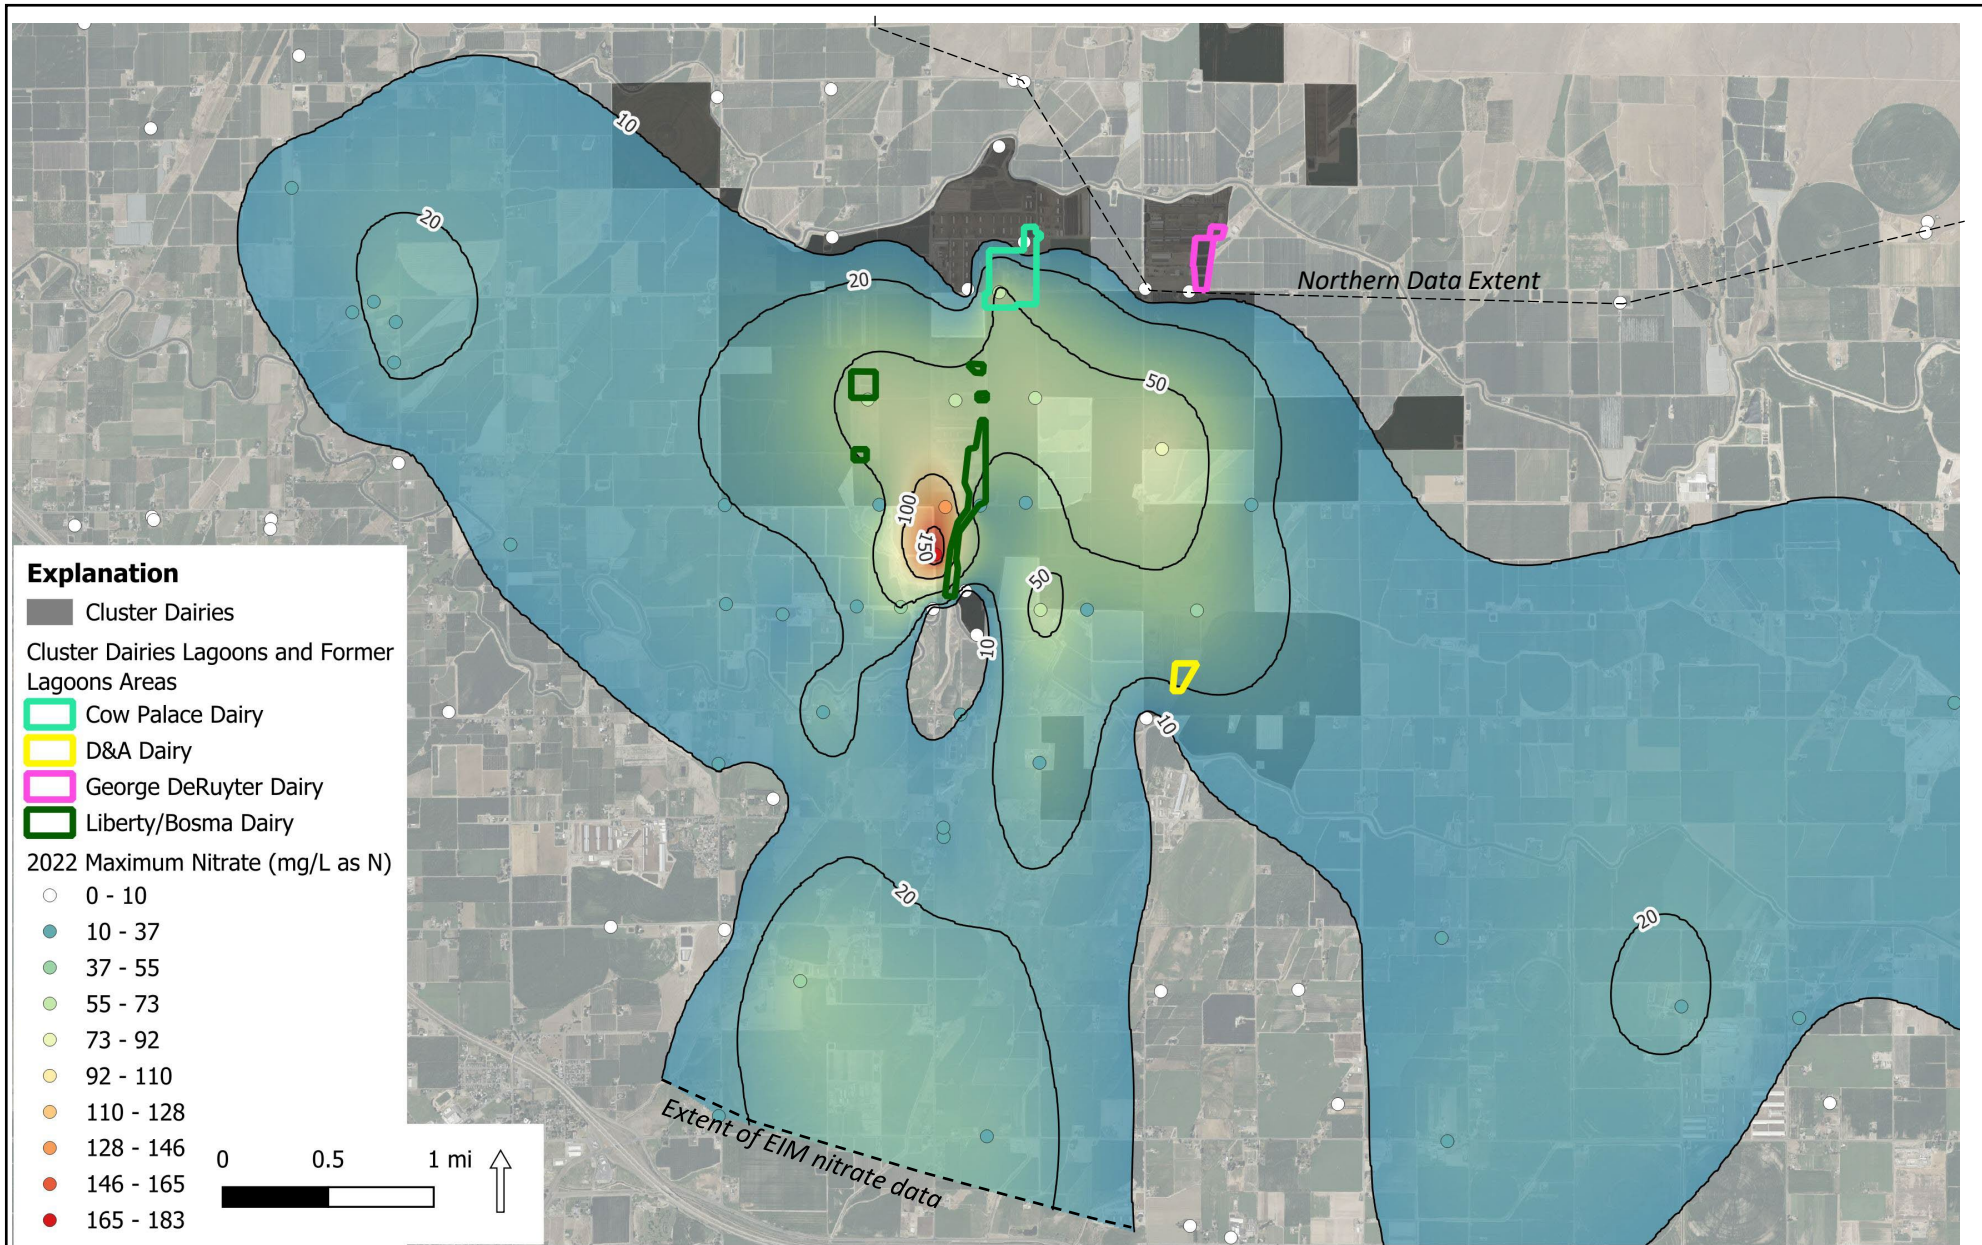 10
20
20
Northern Data Extent
50
100
150
50
10
10
20
20
Extent of EIM nitrate data
Explanation
Cluster Dairies
Cluster Dairies Lagoons and Former
Lagoons Areas
Cow Palace Dairy
D&A Dairy
George DeRuyter Dairy
Liberty/Bosma Dairy
2022 Maximum Nitrate (mg/L as N)
0 - 10
10 - 37
37 - 55
55 - 73
73 - 92
92 - 110
110 - 128
128 - 146
146 - 165
165 - 183
0 0.5 1 mi